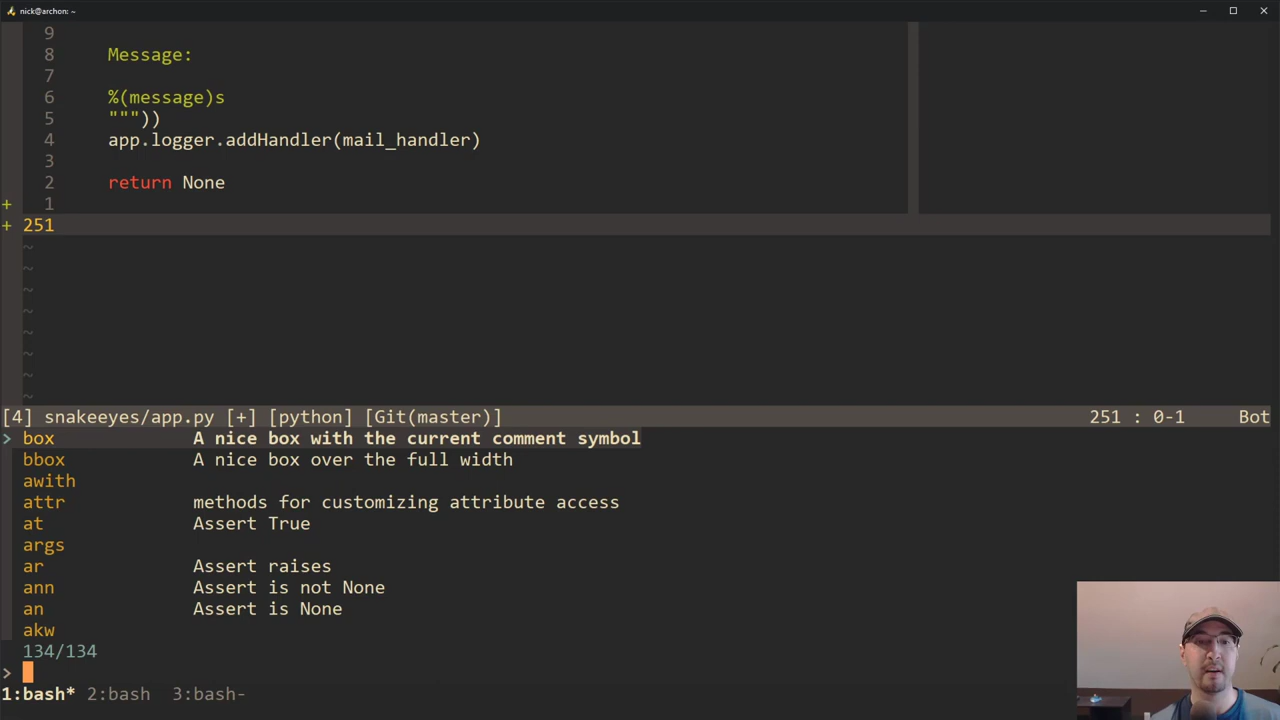 nick@archon: ~
9
8 Message:
7
6 %(message)s
5 """))
4 app.logger.addHandler(mail_handler)
3
2 return None
+ 1
+ 251
~
~
~
~
~
~
~
~
[4] snakeeyes/app.py [+] [python] [Git(master)] 251 : 0-1 Bot
> box A nice box with the current comment symbol
bbox A nice box over the full width
awith
attr methods for customizing attribute access
at Assert True
args
ar Assert raises
ann Assert is not None
an Assert is None
akw
134/134
>
1:bash* 2:bash 3:bash-